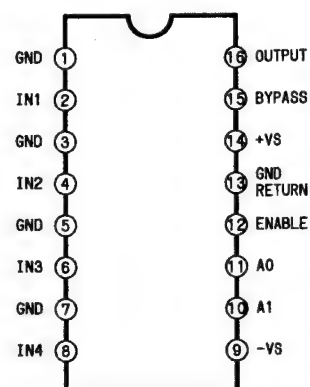 GND 1 16 OUTPUT
IN1 2 15 BYPASS
GND 3 14 +VS
IN2 4 13 GND RETURN
GND 5 12 ENABLE
IN3 6 11 A0
GND 7 10 A1
IN4 8 9 -VS